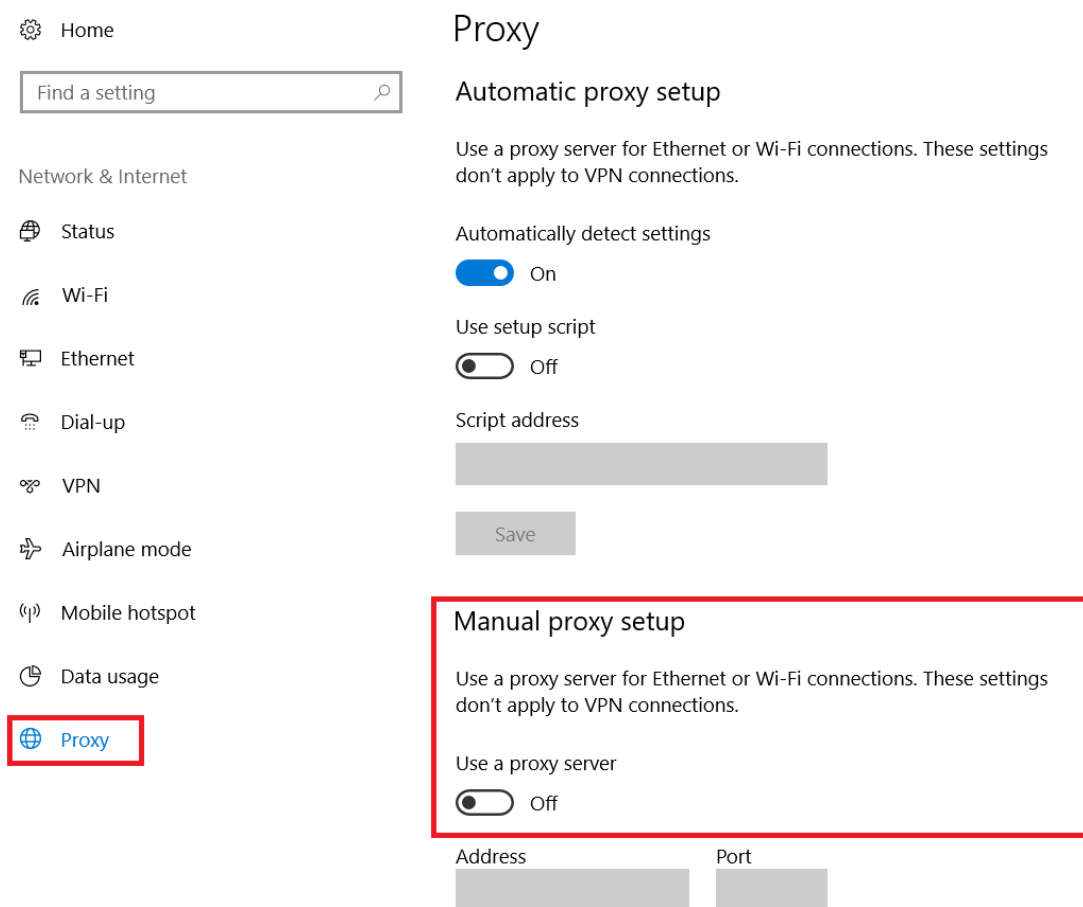 Home
Find a setting
Network & Internet
Status
Wi-Fi
Ethernet
Dial-up
VPN
Airplane mode
Mobile hotspot
Data usage
Proxy
Proxy
Automatic proxy setup
Use a proxy server for Ethernet or Wi-Fi connections. These settings
don't apply to VPN connections.
Automatically detect settings
On
Use setup script
Off
Script address
Save
Manual proxy setup
Use a proxy server for Ethernet or Wi-Fi connections. These settings
don't apply to VPN connections.
Use a proxy server
Off
Address Port